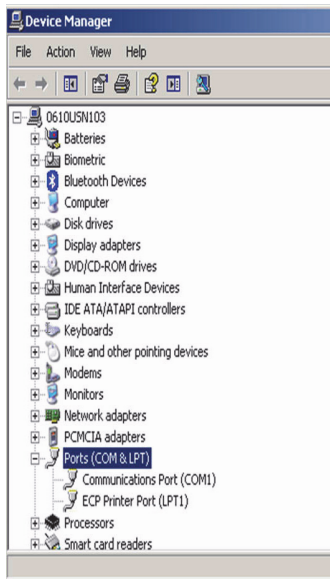 Device Manager
File Action View Help
0610USN103
Batteries
Biometric
Bluetooth Devices
Computer
Disk drives
Display adapters
DVD/CD-ROM drives
Human Interface Devices
IDE ATA/ATAPI controllers
Keyboards
Mice and other pointing devices
Modems
Monitors
Network adapters
PCMCIA adapters
Ports (COM & LPT)
Communications Port (COM1)
ECP Printer Port (LPT1)
Processors
Smart card readers